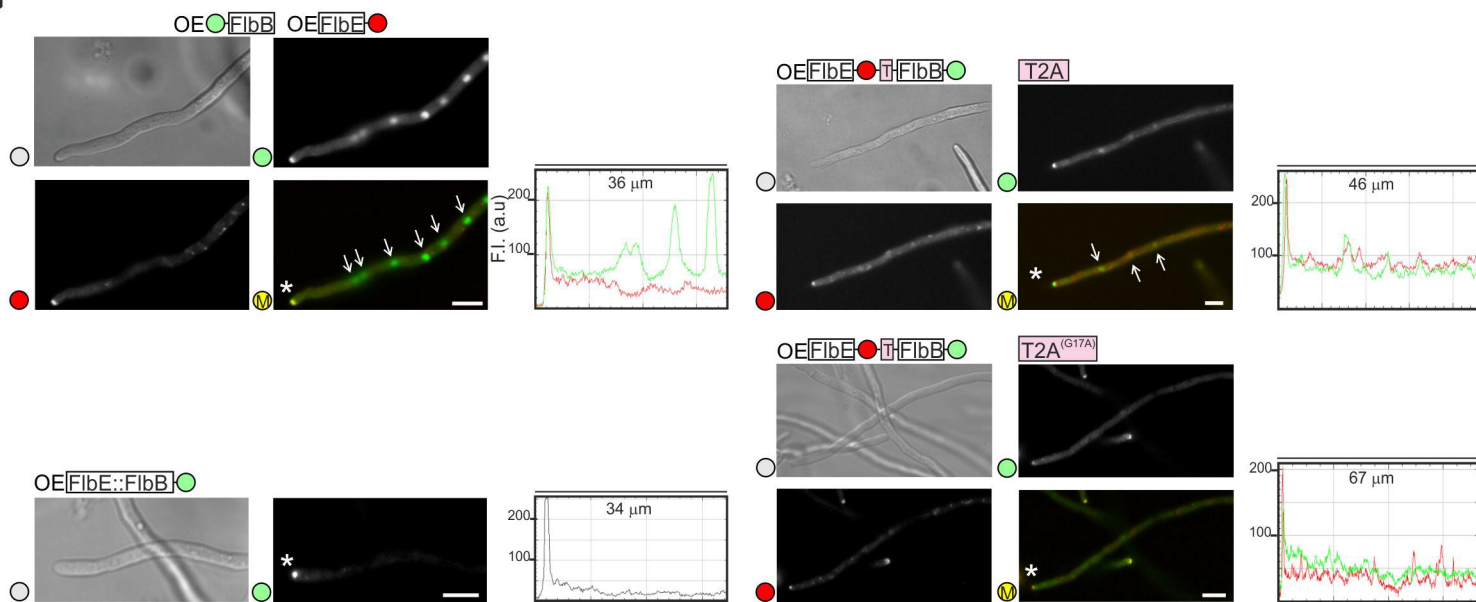 OE FlbB OE FlbE
M
*
36 µm
F.I. (a.u)
200
100
OE FlbE T FlbB
T2A
M
*
46 µm
200
100
OE FlbE::FlbB
*
34 µm
200
100
OE FlbE T FlbB
T2A(G17A)
M
*
67 µm
200
100